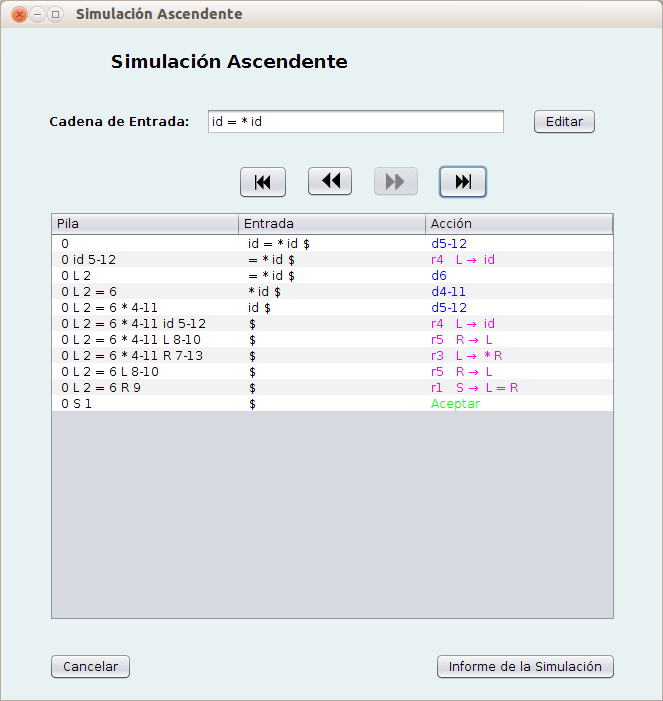 Simulación Ascendente
Simulación Ascendente
Cadena de Entrada: id = * id Editar
Pila Entrada Acción
0 id = * id $ d5-12
0 id 5-12 = * id $ r4 L → id
0 L 2 = * id $ d6
0 L 2 = 6 * id $ d4-11
0 L 2 = 6 * 4-11 id $ d5-12
0 L 2 = 6 * 4-11 id 5-12 $ r4 L → id
0 L 2 = 6 * 4-11 L 8-10 $ r5 R → L
0 L 2 = 6 * 4-11 R 7-13 $ r3 L → * R
0 L 2 = 6 L 8-10 $ r5 R → L
0 L 2 = 6 R 9 $ r1 S → L = R
0 S 1 $ Aceptar
Cancelar Informe de la Simulación